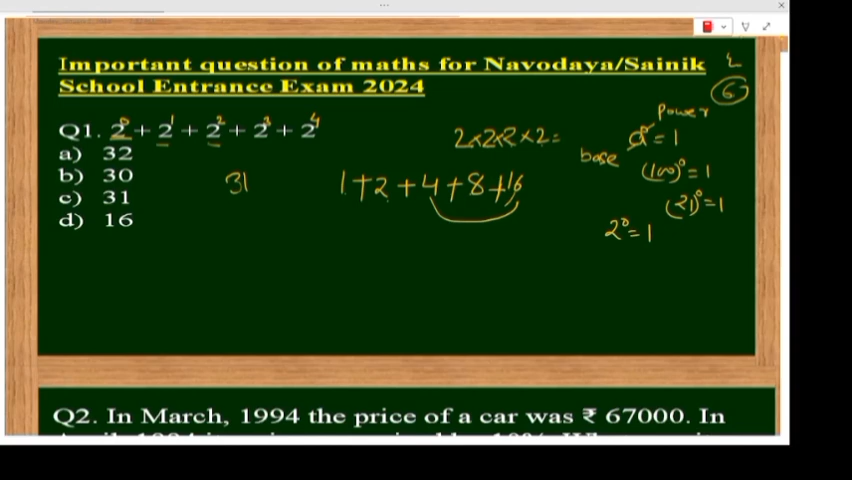 Important question of maths for Navodaya/Sainik
School Entrance Exam 2024
6
Q1. 2⁰ + 2¹ + 2² + 2³ + 2⁴
a) 32
b) 30
c) 31
d) 16
31
1+2+4+8+16
2×2×2×2=
power
a⁰=1
base
(100)⁰=1
(21)⁰=1
2⁰=1
Q2. In March, 1994 the price of a car was ₹ 67000. In